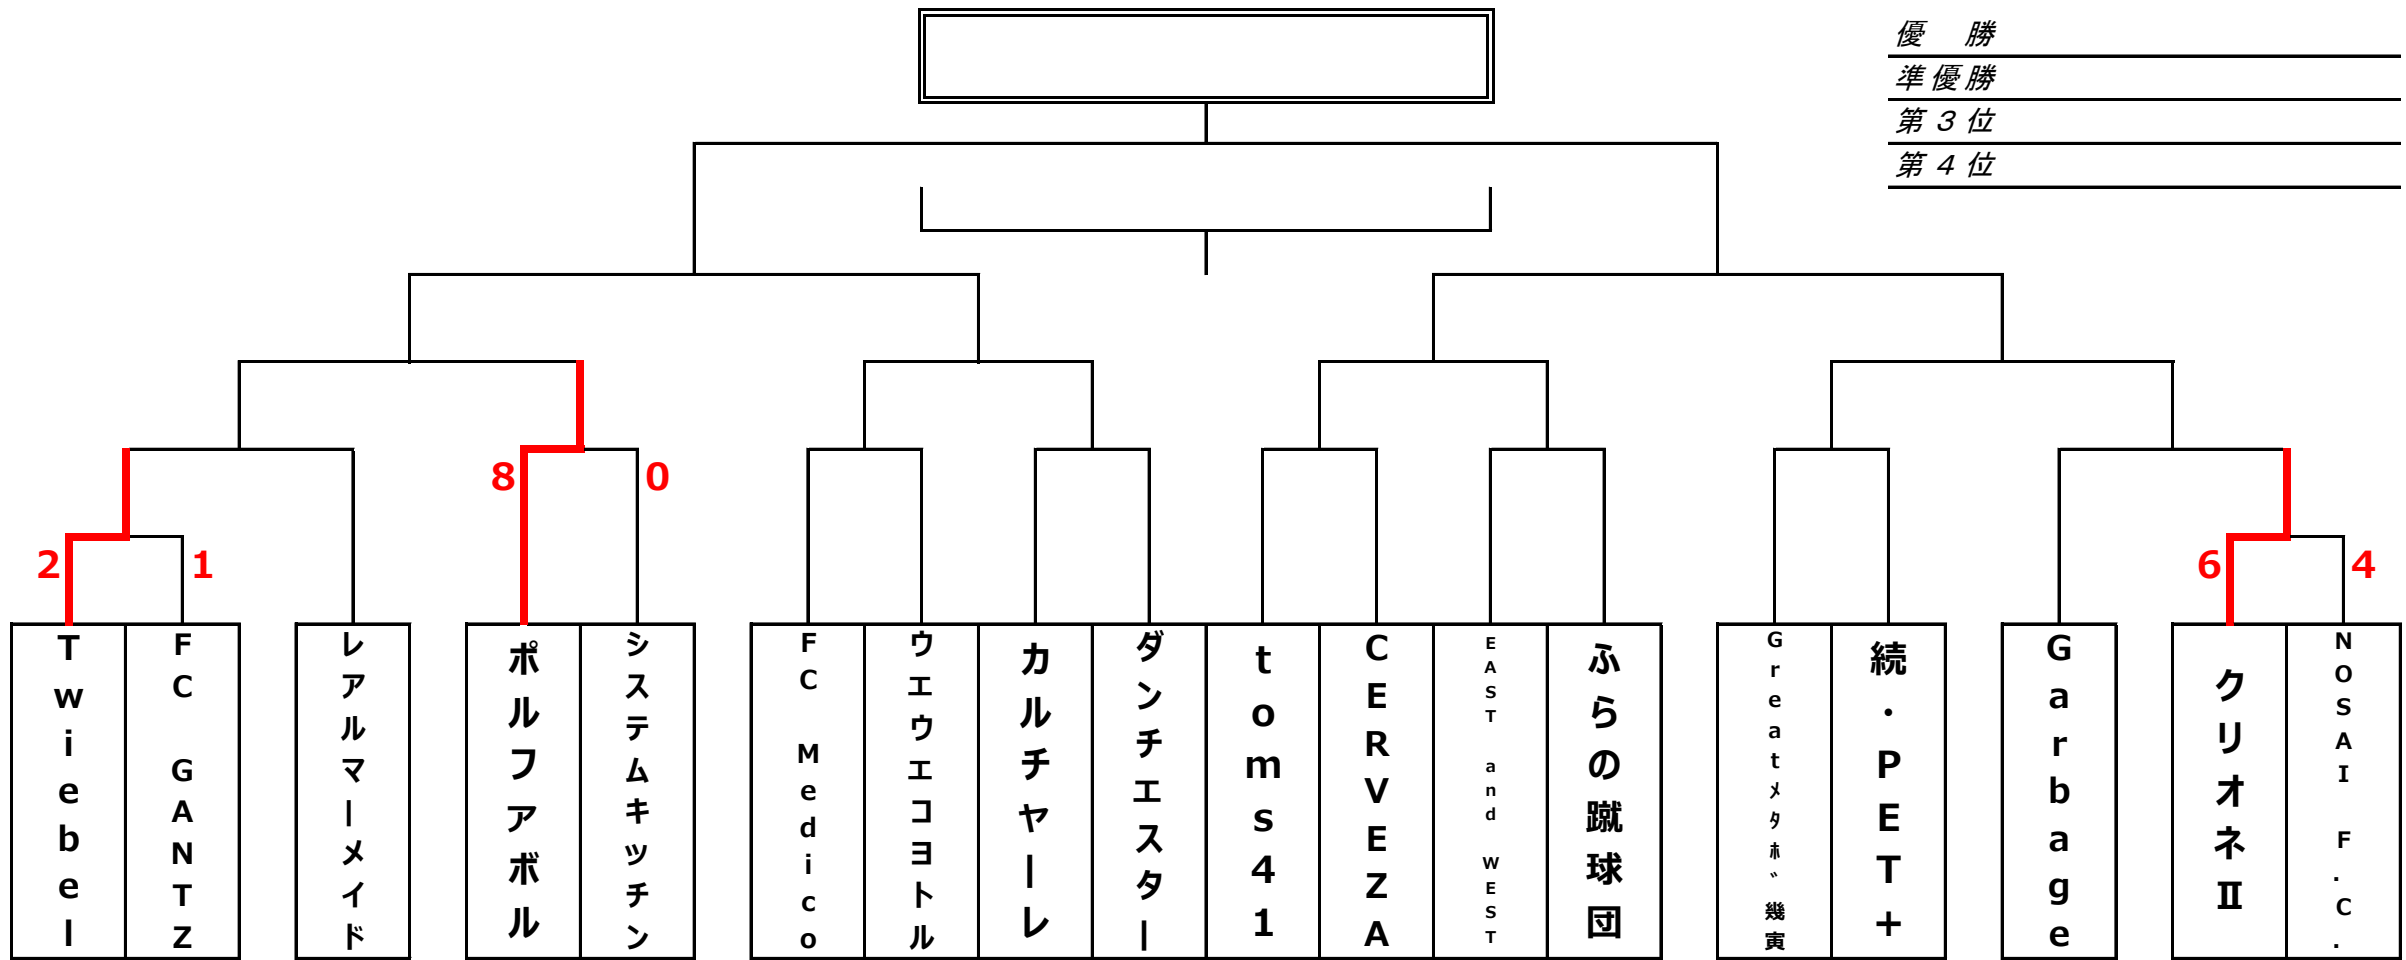 優　勝
準優勝
第３位
第４位
8
0
2
1
6
4
Twiebel
FC GANTZ
レアルマーメイド
ポルファボル
システムキッチン
FC Medico
ウエウエコヨトル
カルチャーレ
ダンチエスター
toms41
CERVEZA
EAST and WEST
ふらの蹴球団
Greatﾒﾀﾎﾞ幾寅
続・PET+
Garbage
クリオネⅡ
NOSAI F.C.